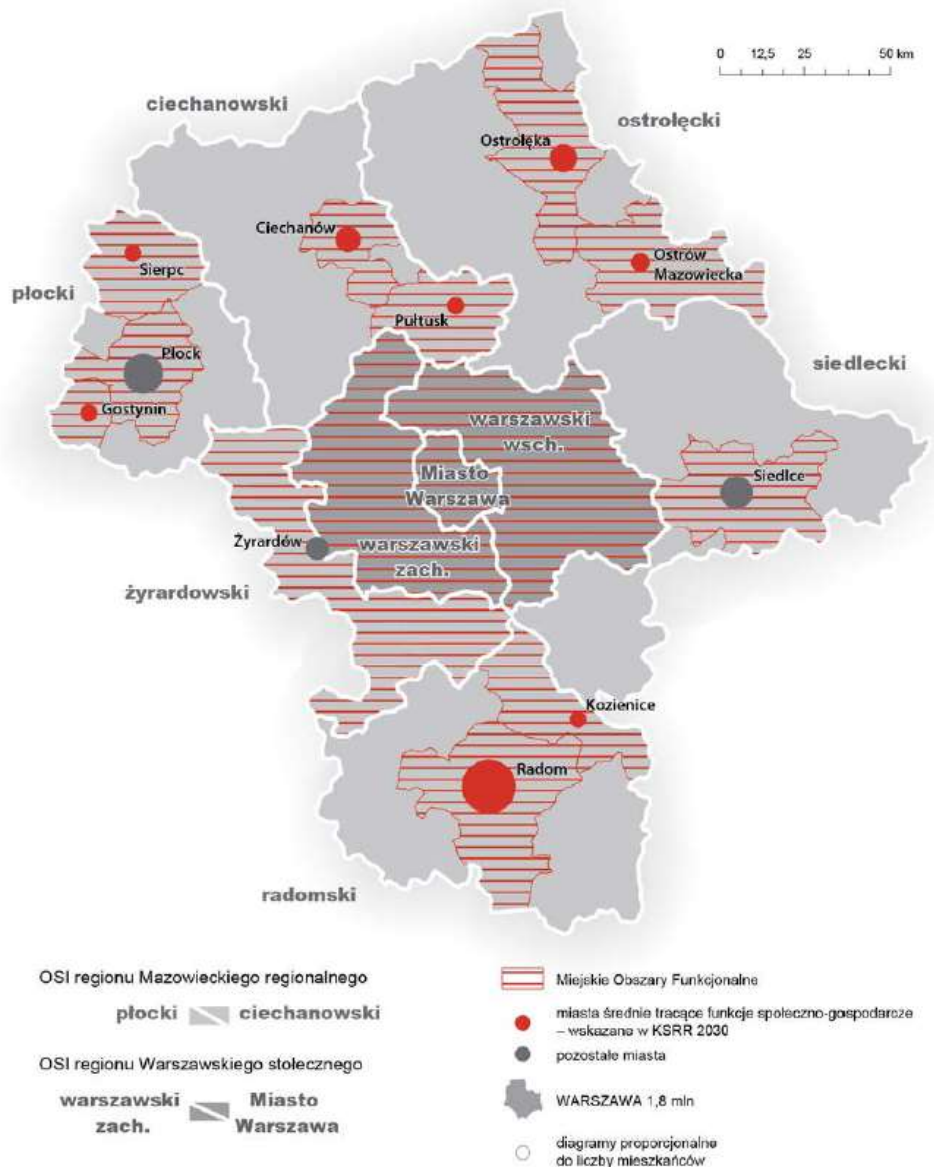 0 12,5 25 50 km
ciechanowski
ostrołęcki
Ostrołęka
Ciechanów
Ostrów
Mazowiecka
Sierpc
płocki
Pułtusk
Płock
siedlecki
Gostynin
warszawski
wsch.
Miasto
Warszawa
Siedlce
Żyrardów
warszawski
zach.
żyrardowski
Kozienice
Radom
radomski
OSI regionu Mazowieckiego regionalnego
płocki ciechanowski
OSI regionu Warszawskiego stołecznego
warszawski
zach.
Miasto
Warszawa
Miejskie Obszary Funkcjonalne
miasta średnie tracące funkcje społeczno-gospodarcze
– wskazane w KSRR 2030
pozostałe miasta
WARSZAWA 1,8 mln
diagramy proporcjonalne
do liczby mieszkańców